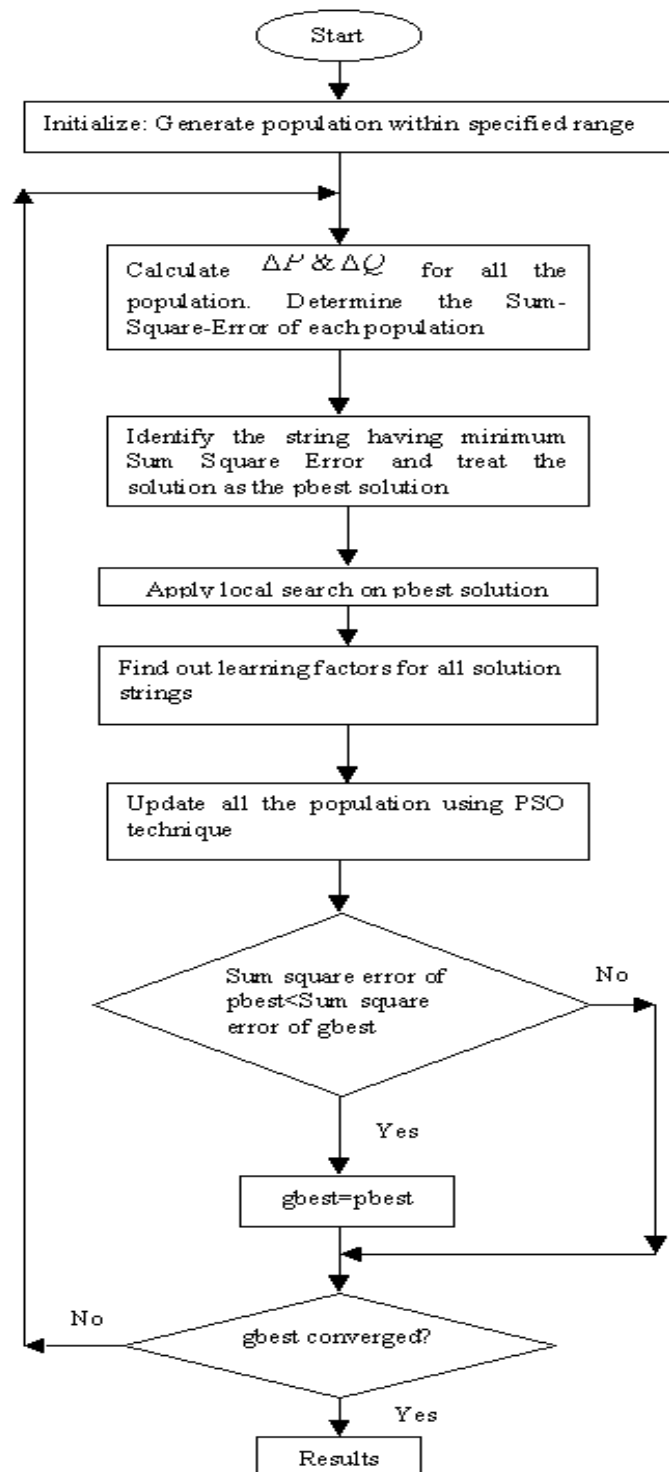 Start
Initialize: Generate population within specified range
Calculate ΔP & ΔQ for all the
population. Determine the Sum-
Square-Error of each population
Identify the string having minimum
Sum Square Error and treat the
solution as the pbest solution
Apply local search on pbest solution
Find out learning factors for all solution
strings
Update all the population using PSO
technique
Sum square error of
pbest<Sum square
error of gbest
No
Yes
gbest=pbest
No
gbest converged?
Yes
Results